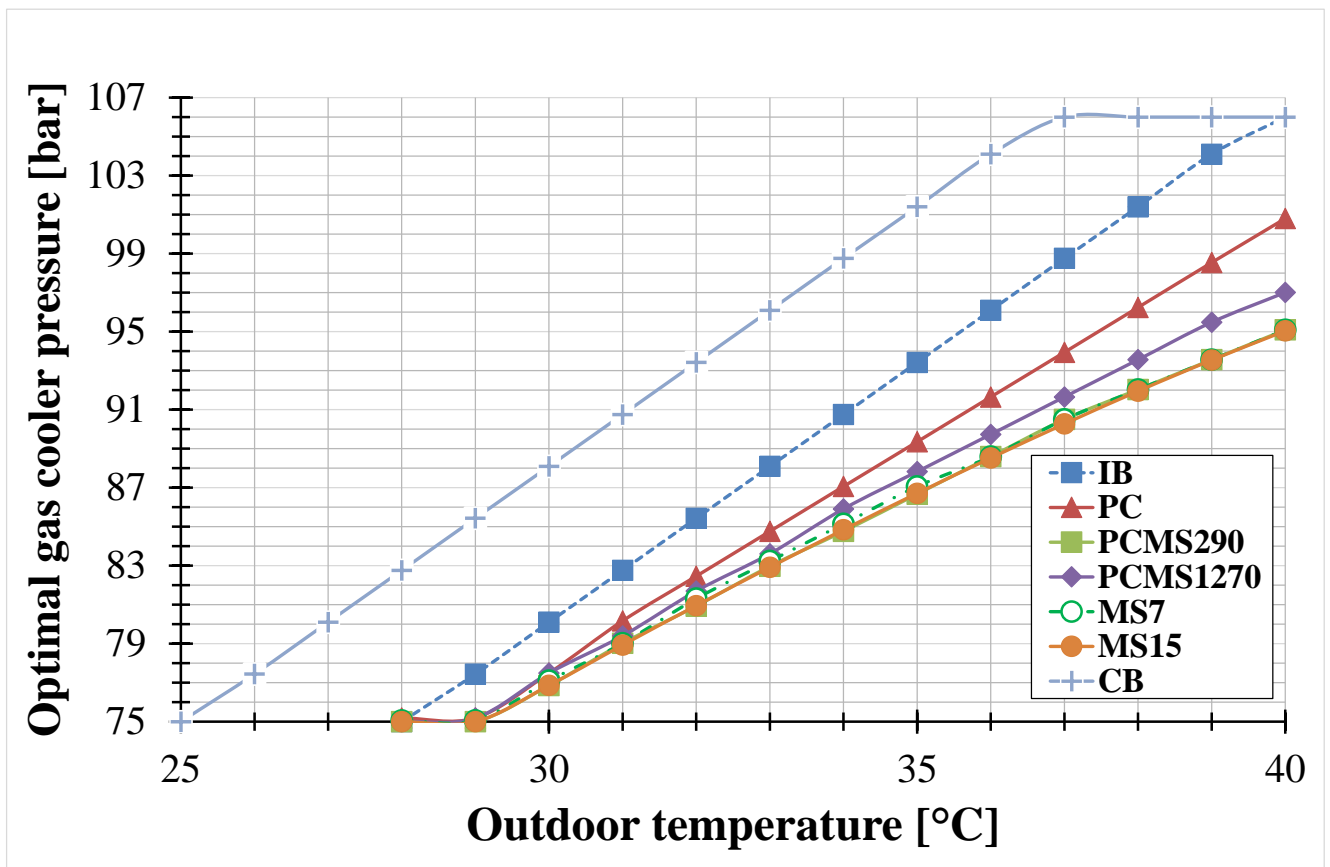 Optimal gas cooler pressure [bar]
107
103
99
95
91
87
83
79
75
25
30
35
40
Outdoor temperature [°C]
IB
PC
PCMS290
PCMS1270
MS7
MS15
CB